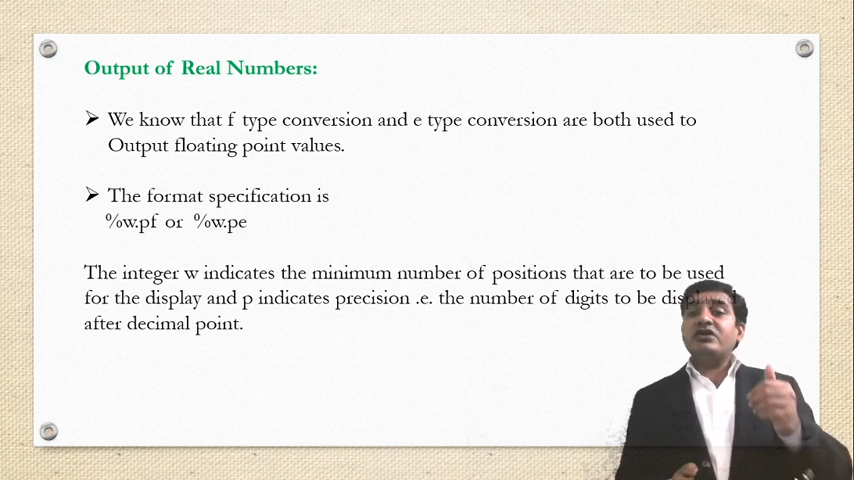 Output of Real Numbers:
We know that f type conversion and e type conversion are both used to
Output floating point values.
The format specification is
%w.pf or %w.pe
The integer w indicates the minimum number of positions that are to be used
for the display and p indicates precision .e. the number of digits to be displayed
after decimal point.